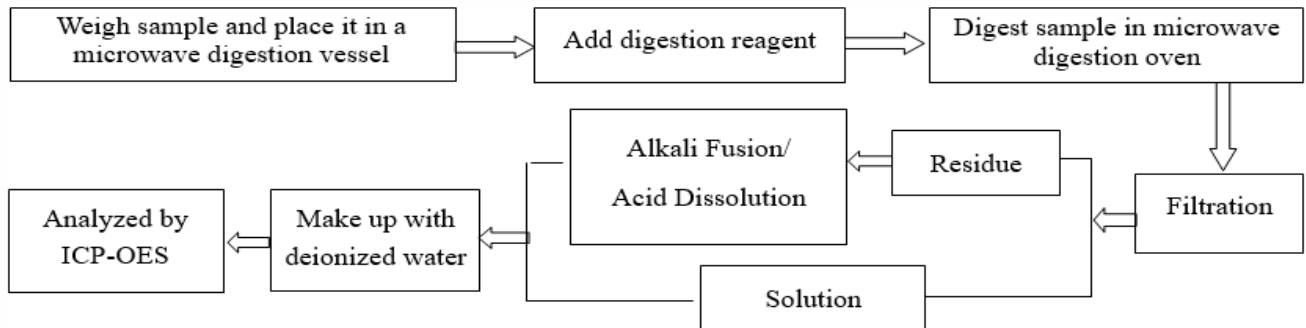 Weigh sample and place it in a
microwave digestion vessel
Add digestion reagent
Digest sample in microwave
digestion oven
Filtration
Residue
Alkali Fusion/
Acid Dissolution
Solution
Make up with
deionized water
Analyzed by
ICP-OES